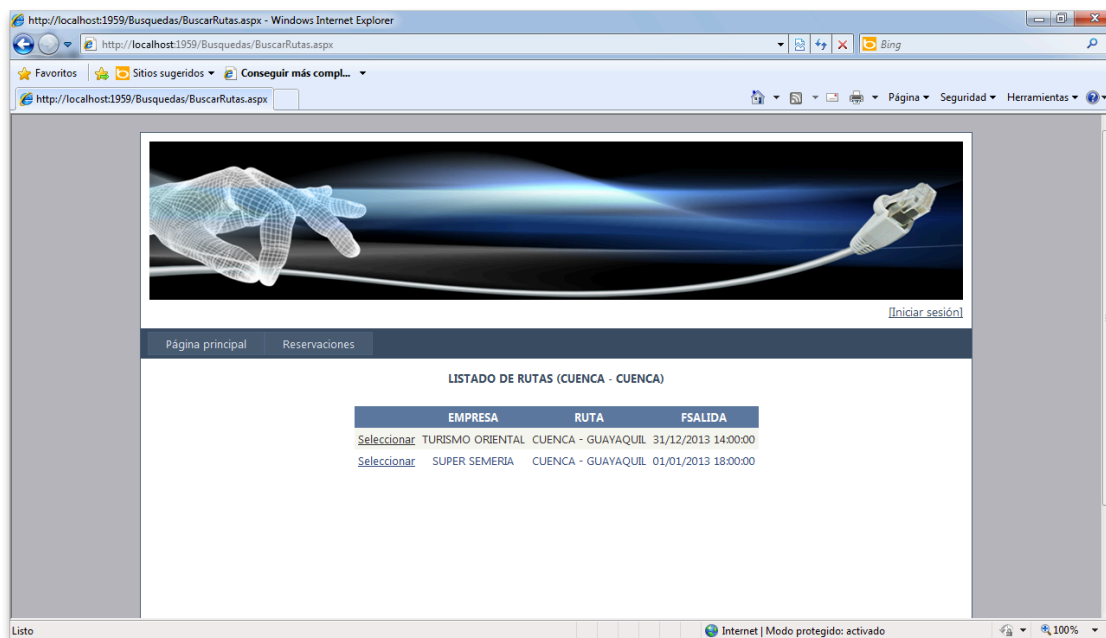 http://localhost:1959/Busquedas/BuscarRutas.aspx - Windows Internet Explorer
http://localhost:1959/Busquedas/BuscarRutas.aspx
Bing
Favoritos Sitios sugeridos Conseguir más compl...
http://localhost:1959/Busquedas/BuscarRutas.aspx Página Seguridad Herramientas
[Iniciar sesión]
Página principal Reservaciones
LISTADO DE RUTAS (CUENCA - CUENCA)
EMPRESA RUTA FSALIDA
Seleccionar TURISMO ORIENTAL CUENCA - GUAYAQUIL 31/12/2013 14:00:00
Seleccionar SUPER SEMERIA CUENCA - GUAYAQUIL 01/01/2013 18:00:00
Listo Internet | Modo protegido: activado 100%